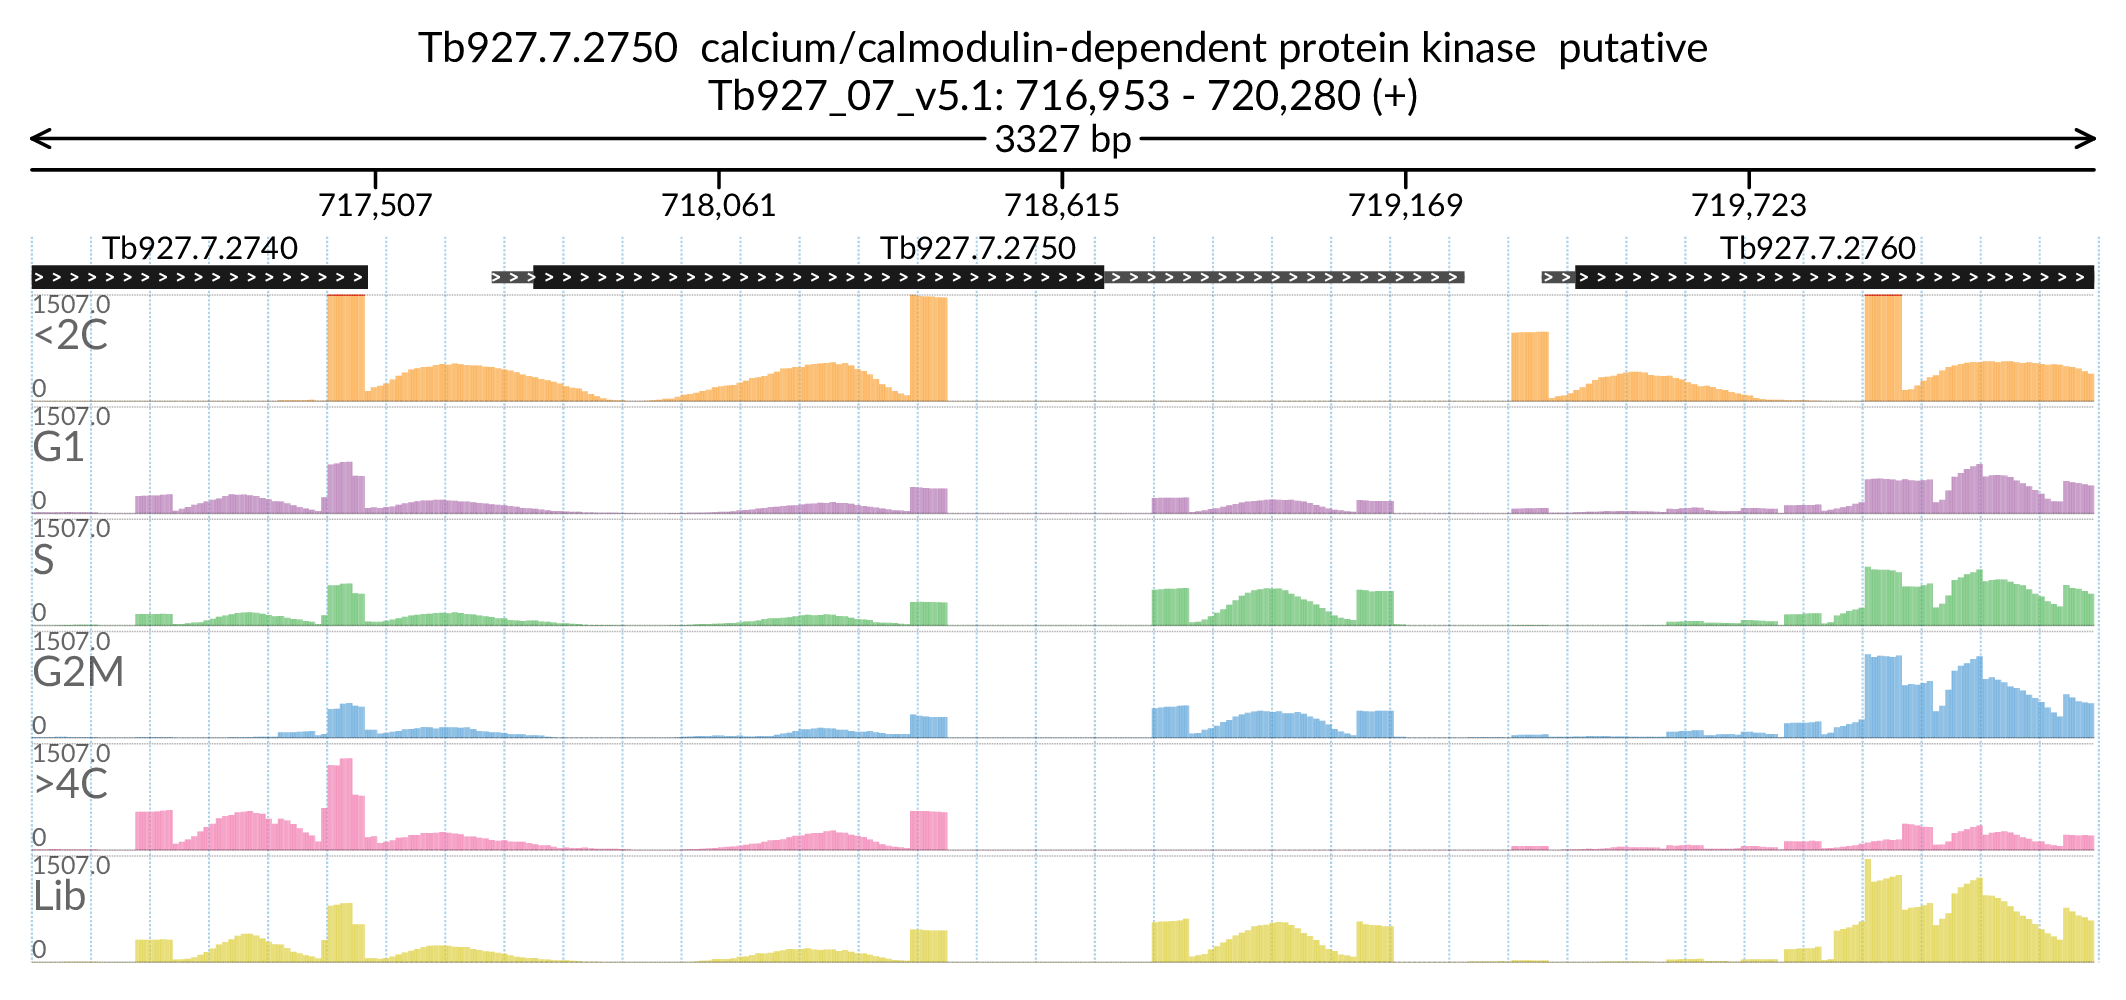 Tb927.7.2750  calcium/calmodulin-dependent protein kinase  putative
Tb927_07_v5.1: 716,953 - 720,280 (+)
3327 bp
717,507 718,061 718,615 719,169 719,723
Tb927.7.2740 Tb927.7.2750 Tb927.7.2760
1507.0
<2C
0
1507.0
G1
0
1507.0
S
0
1507.0
G2M
0
1507.0
>4C
0
1507.0
Lib
0